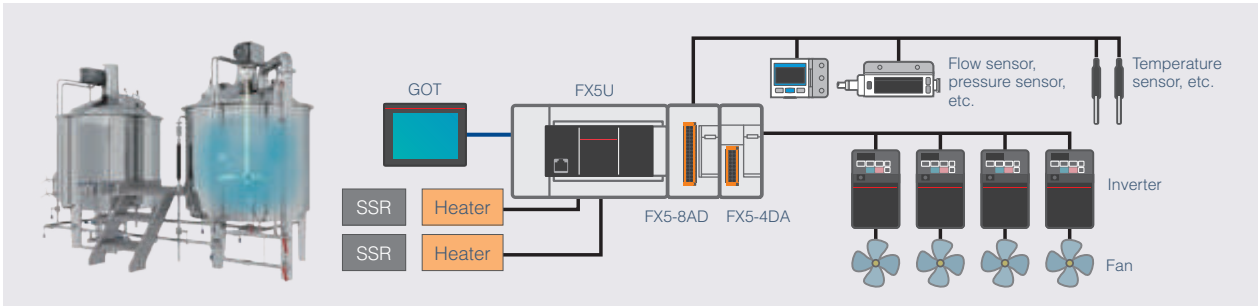 GOT
FX5U
Flow sensor,
pressure sensor,
etc.
Temperature
sensor, etc.
SSR
Heater
SSR
Heater
FX5-8AD
FX5-4DA
Inverter
Fan